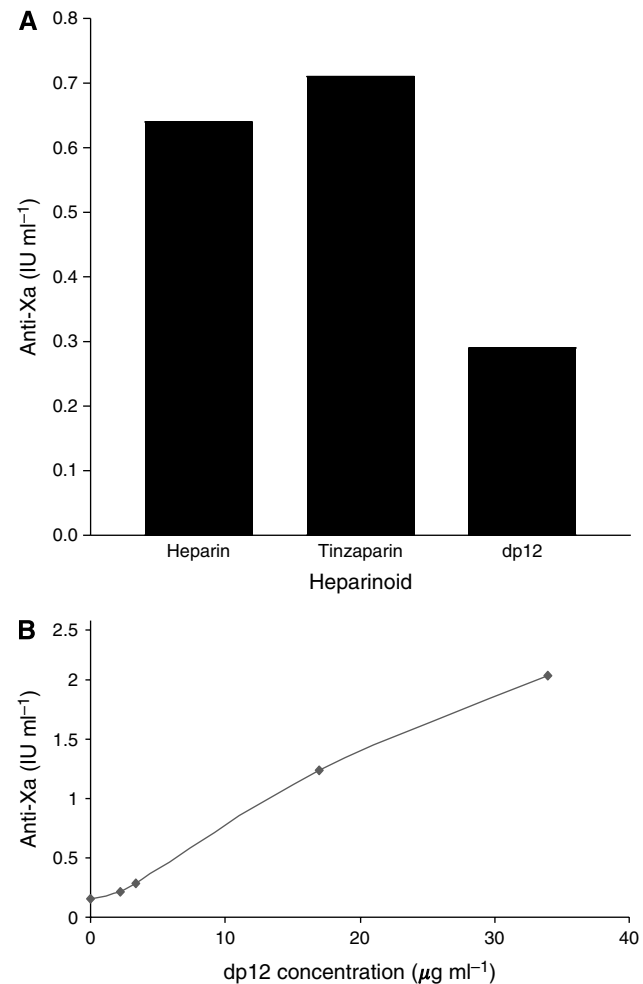 A
0.8
0.7
0.6
0.5
0.4
0.3
0.2
0.1
0.0
Anti-Xa (IU ml⁻¹)
Heparin Tinzaparin dp12
Heparinoid
B
2.5
2
1.5
1
0.5
0
Anti-Xa (IU ml⁻¹)
0 10 20 30 40
dp12 concentration (μg ml⁻¹)